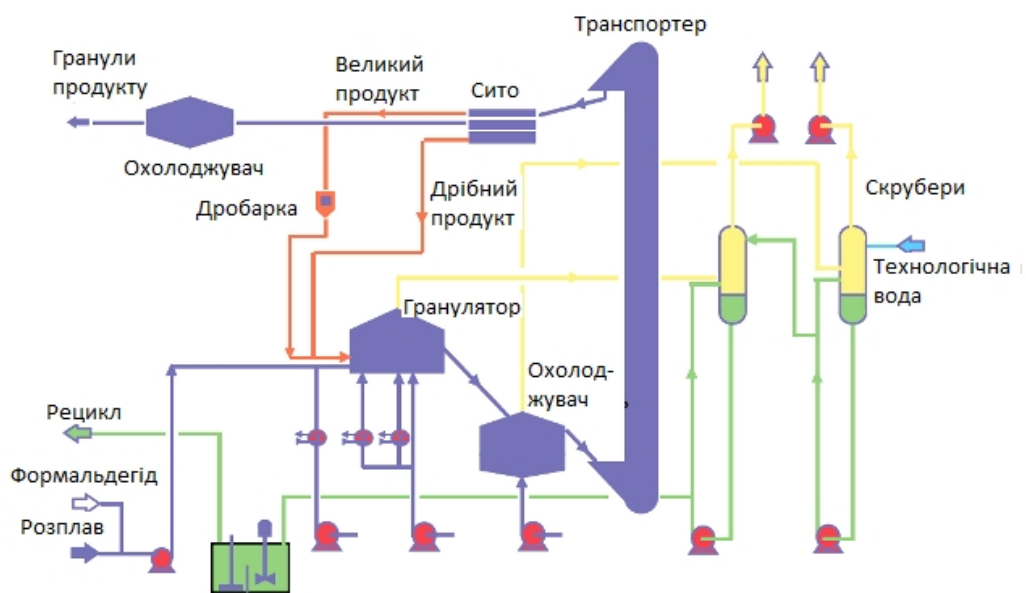 Транспортер
Гранули
продукту
Великий
продукт
Сито
Охолоджувач
Дробарка
Дрібний
продукт
Скрубери
Технологічна
вода
Гранулятор
Охолод-
жувач
Рецикл
Формальдегід
Розплав